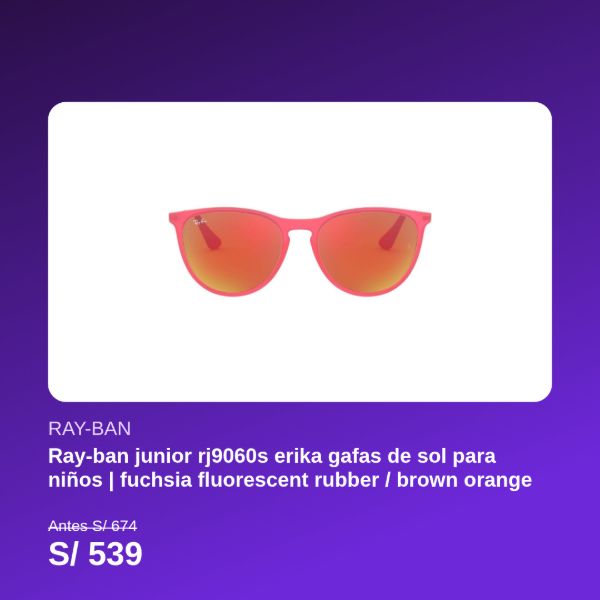 RAY-BAN
Ray-ban junior rj9060s erika gafas de sol para
niños | fuchsia fluorescent rubber / brown orange
Antes S/ 674
S/ 539